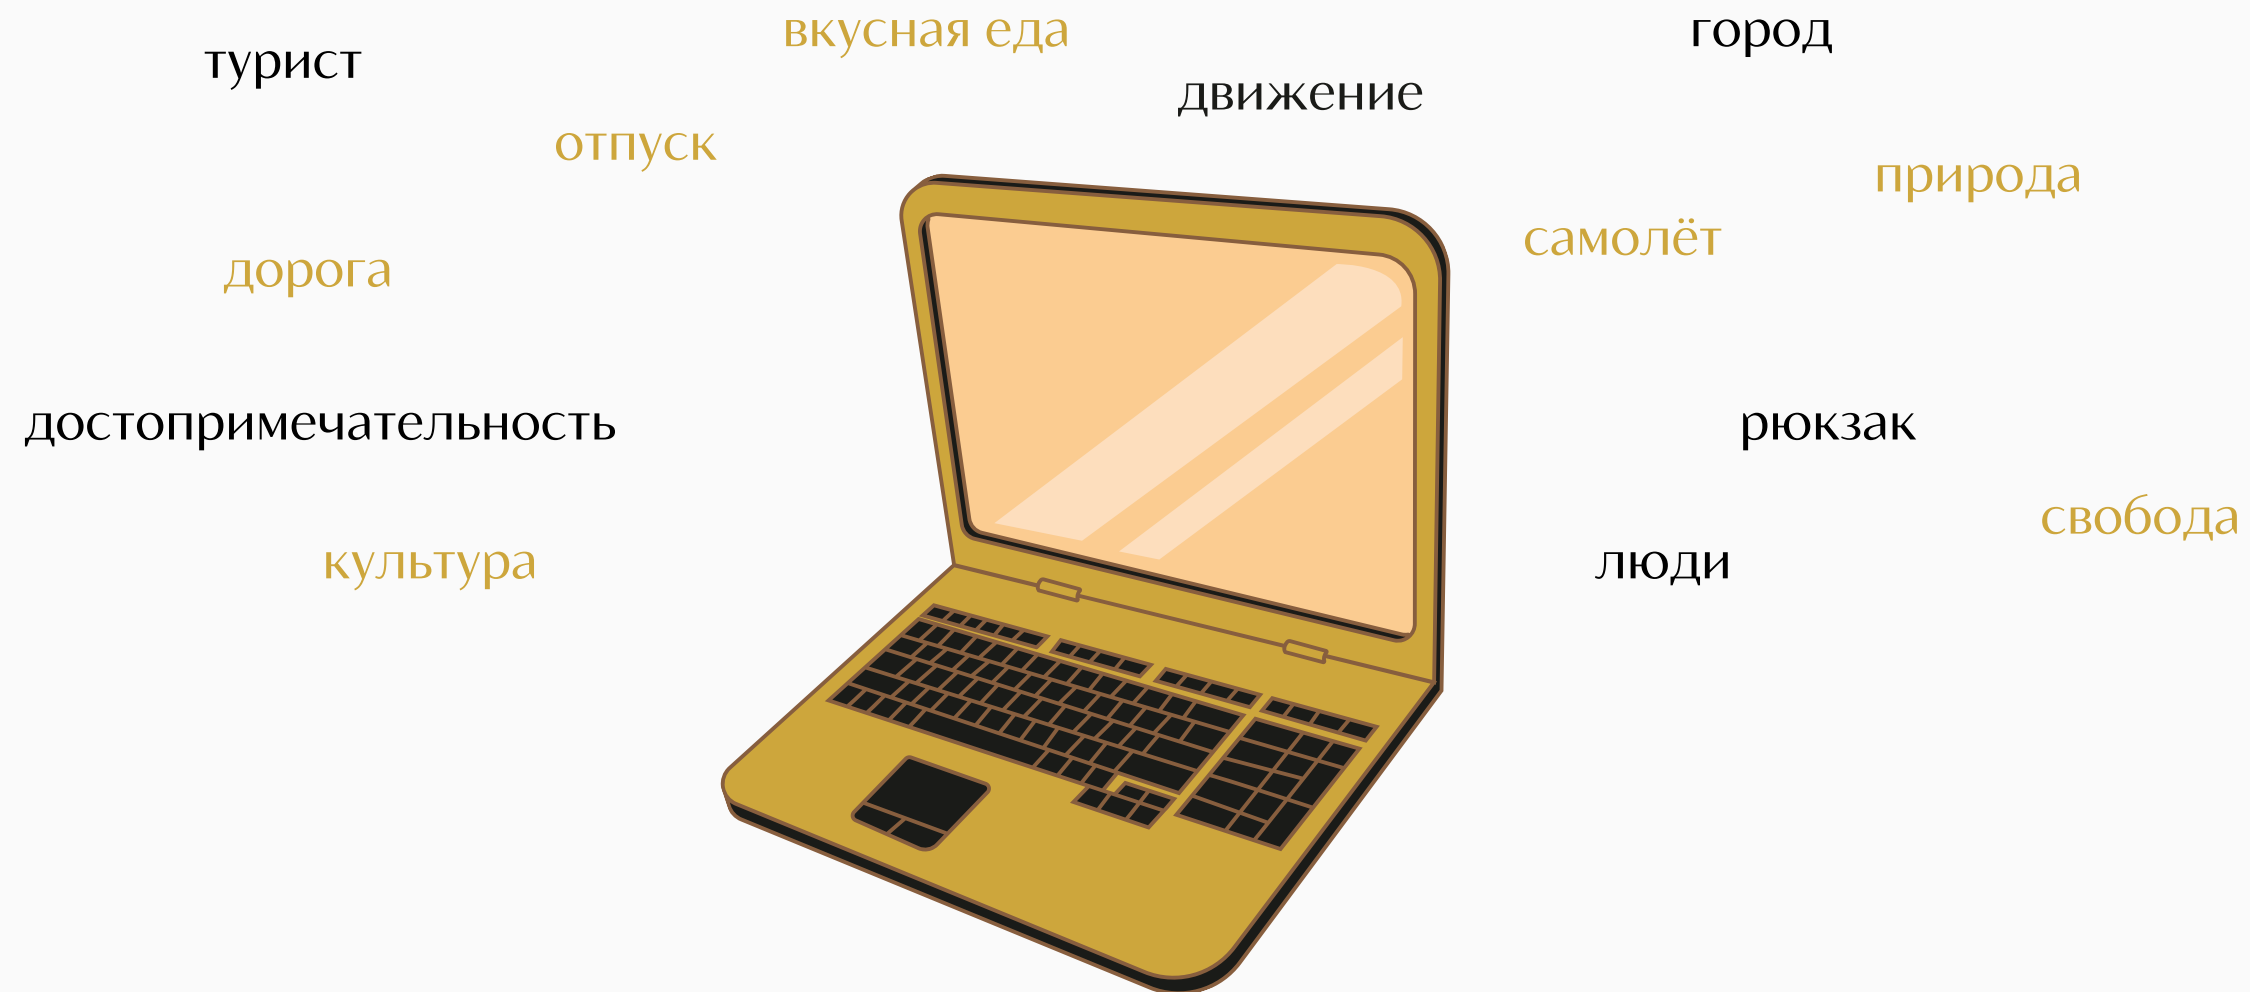 вкусная еда
город
турист
движение
отпуск
природа
самолёт
дорога
достопримечательность
рюкзак
свобода
культура
люди